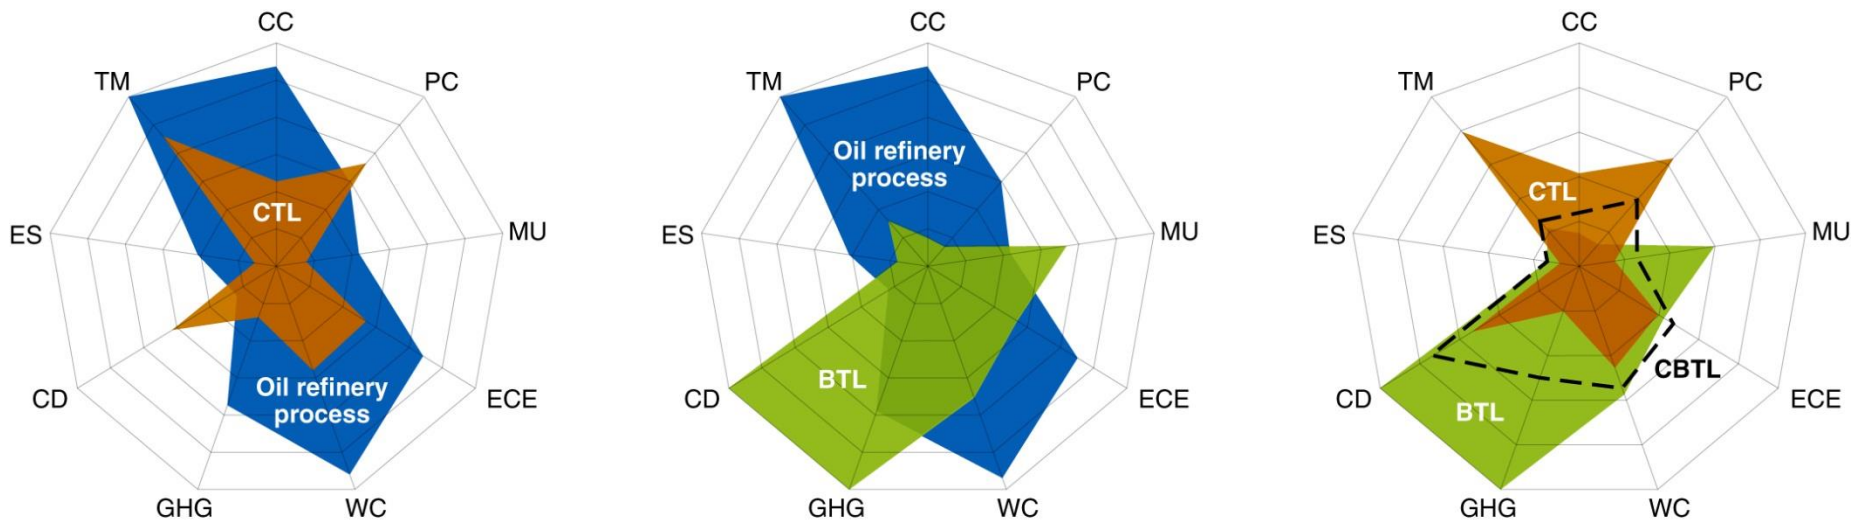 CC
TM
PC
CTL
ES
MU
Oil refinery
process
CD
ECE
GHG
WC
CC
TM
PC
Oil refinery
process
ES
MU
BTL
CD
ECE
GHG
WC
CC
TM
PC
CTL
ES
MU
CBTL
CD
BTL
ECE
GHG
WC